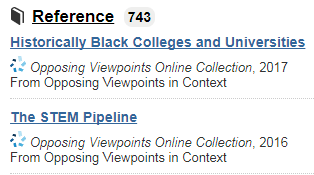 Reference 743
Historically Black Colleges and Universities
Opposing Viewpoints Online Collection, 2017
From Opposing Viewpoints in Context
The STEM Pipeline
Opposing Viewpoints Online Collection, 2016
From Opposing Viewpoints in Context